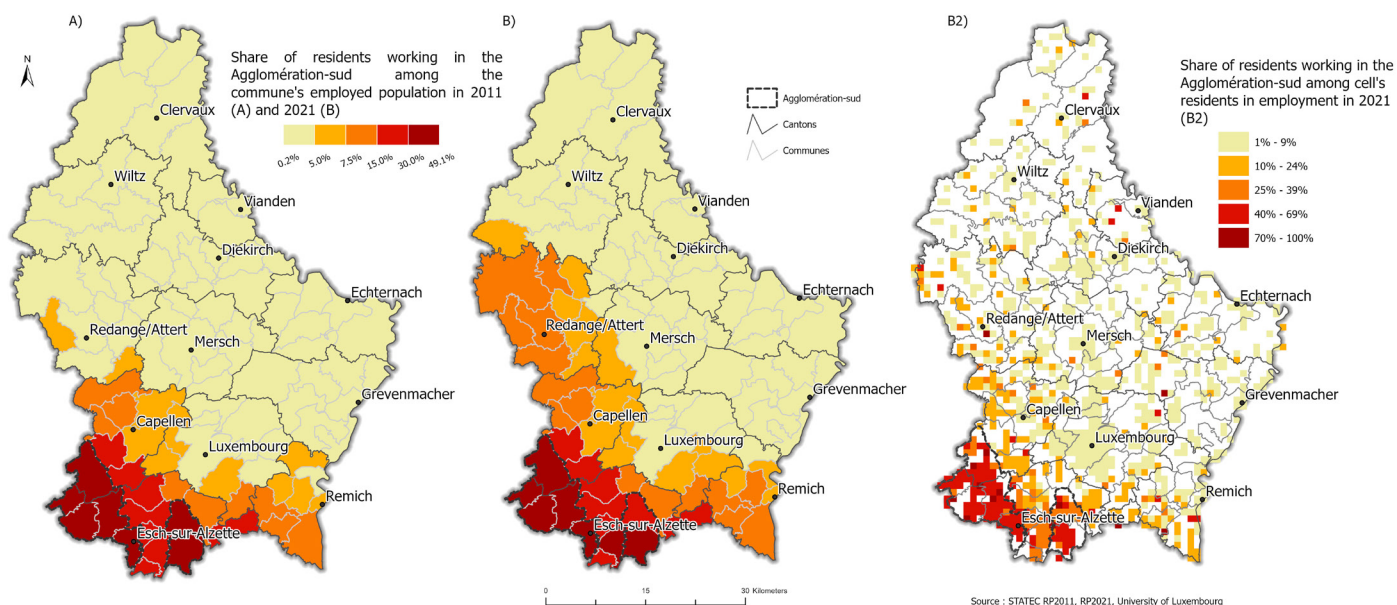 A)
N
Share of residents working in the
Agglomération-sud among the
commune's employed population in 2011
(A) and 2021 (B)
0.2% 5.0% 7.5% 15.0% 30.0% 49.1%
Clervaux
Wiltz
Vianden
Diekirch
Echternach
Redange/Attert
Mersch
Grevenmacher
Capellen
Luxembourg
Remich
Esch-sur-Alzette
B)
Agglomération-sud
Cantons
Communes
Clervaux
Wiltz
Vianden
Diekirch
Echternach
Redange/Attert
Mersch
Grevenmacher
Capellen
Luxembourg
Remich
Esch-sur-Alzette
0 15 30 Kilometers
B2)
Share of residents working in the
Agglomération-sud among cell's
residents in employment in 2021
(B2)
1% - 9%
10% - 24%
25% - 39%
40% - 69%
70% - 100%
Clervaux
Wiltz
Vianden
Diekirch
Echternach
Redange/Attert
Mersch
Grevenmacher
Capellen
Luxembourg
Remich
Esch-sur-Alzette
Source : STATEC RP2011, RP2021, University of Luxembourg